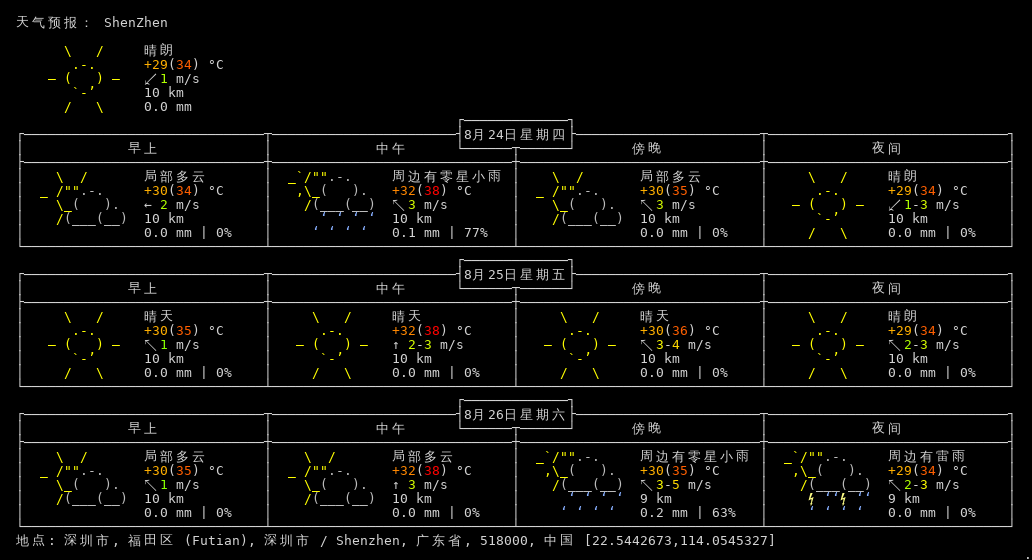 天气预报： ShenZhen
晴朗
+29(34) °C
↙1 m/s
10 km
0.0 mm
8月24日星期四
早上 中午 傍晚 夜间
局部多云 周边有零星小雨 局部多云 晴朗
+30(34) °C +32(38) °C +30(35) °C +29(34) °C
← 2 m/s ↖3 m/s ↖3 m/s ↙1-3 m/s
10 km 10 km 10 km 10 km
0.0 mm | 0% 0.1 mm | 77% 0.0 mm | 0% 0.0 mm | 0%
8月25日星期五
早上 中午 傍晚 夜间
晴天 晴天 晴天 晴朗
+30(35) °C +32(38) °C +30(36) °C +29(34) °C
↖1 m/s ↑ 2-3 m/s ↖3-4 m/s ↖2-3 m/s
10 km 10 km 10 km 10 km
0.0 mm | 0% 0.0 mm | 0% 0.0 mm | 0% 0.0 mm | 0%
8月26日星期六
早上 中午 傍晚 夜间
局部多云 局部多云 周边有零星小雨 周边有雷雨
+30(35) °C +32(38) °C +30(35) °C +29(34) °C
↖1 m/s ↑ 3 m/s ↖3-5 m/s ↖2-3 m/s
10 km 10 km 9 km 9 km
0.0 mm | 0% 0.0 mm | 0% 0.2 mm | 63% 0.0 mm | 0%
地点: 深圳市, 福田区 (Futian), 深圳市 / Shenzhen, 广东省, 518000, 中国 [22.5442673,114.0545327]